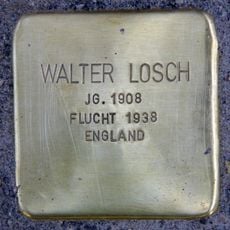 WALTER LOSCH
JG. 1908
FLUCHT 1938
ENGLAND